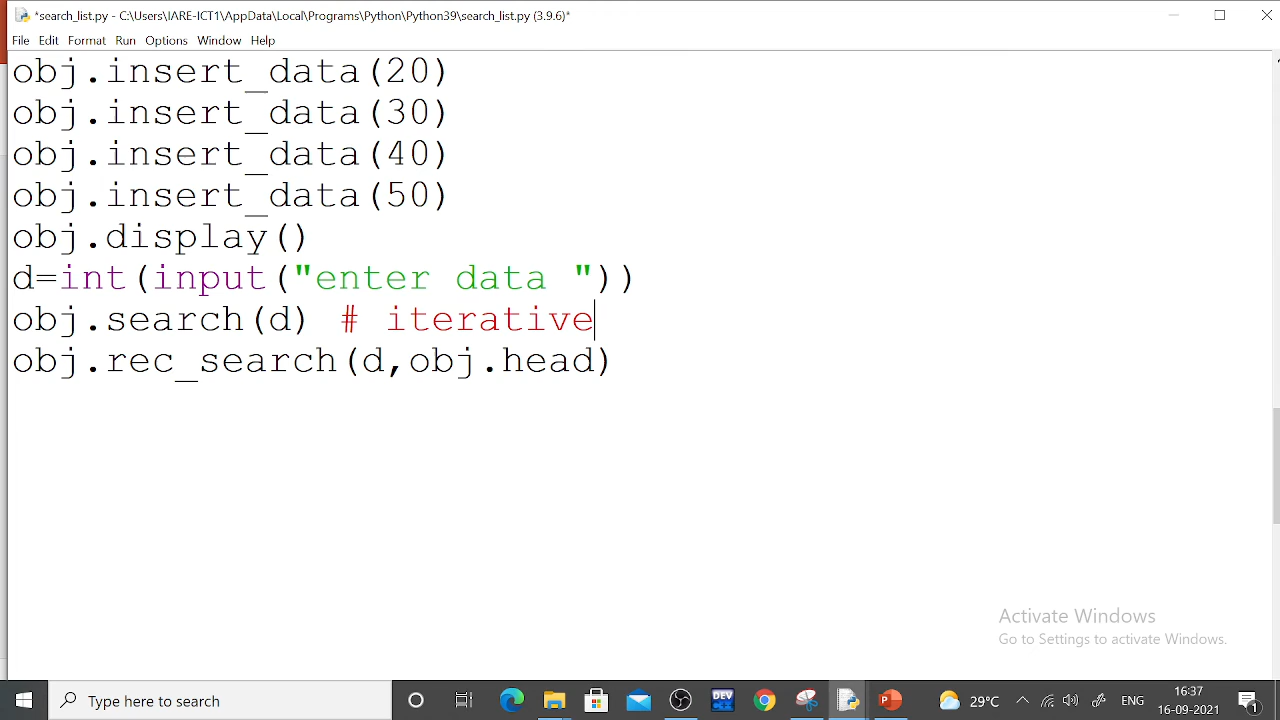 *search_list.py - C:\Users\IARE-ICT1\AppData\Local\Programs\Python\Python39\search_list.py (3.9.6)*
File Edit Format Run Options Window Help
obj.insert_data(20)
obj.insert_data(30)
obj.insert_data(40)
obj.insert_data(50)
obj.display()
d=int(input("enter data "))
obj.search(d) # iterative
obj.rec_search(d,obj.head)
Activate Windows
Go to Settings to activate Windows.
Type here to search
DEV C++
29°C
ENG
16:37
16-09-2021
1